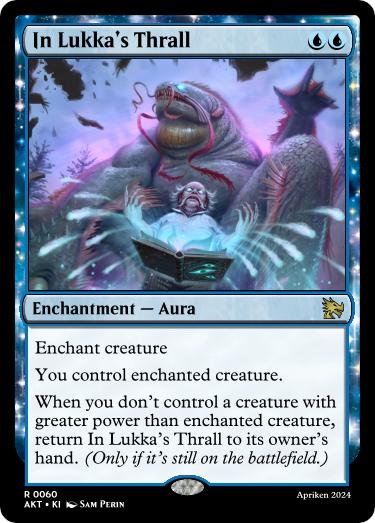 In Lukka's Thrall
Enchantment — Aura
Enchant creature
You control enchanted creature.
When you don't control a creature with
greater power than enchanted creature,
return In Lukka's Thrall to its owner's
hand. (Only if it's still on the battlefield.)
R 0060
AKT • KI Sam Perin
Apriken 2024